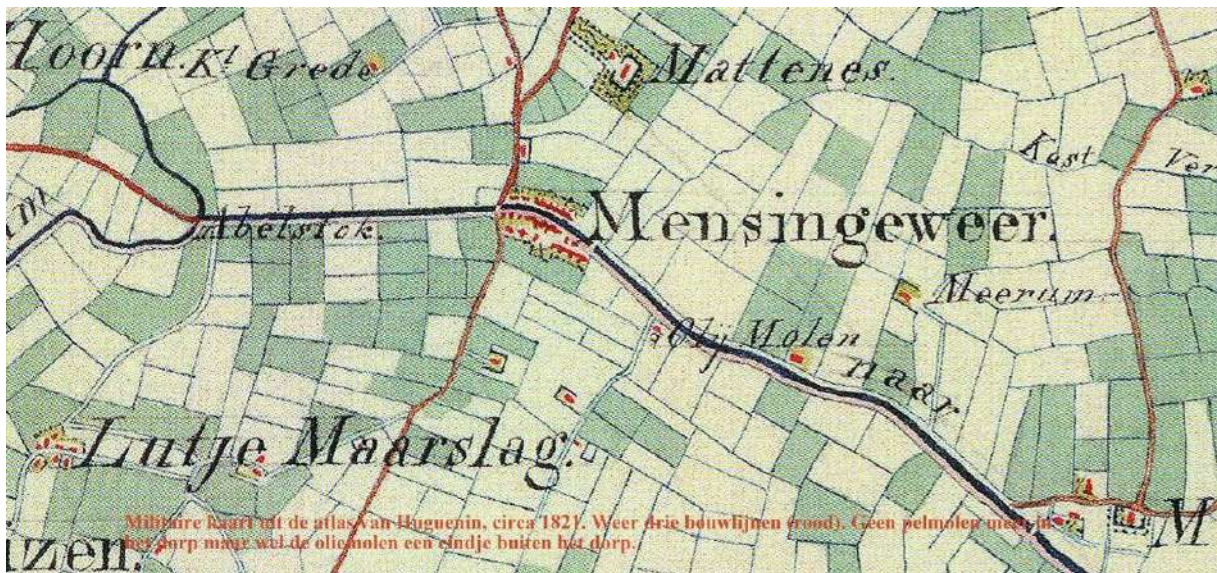 Hoorn.
Kt Grede
Mattenes.
Kast
Ver
Mensingeweer.
Abelstok.
Meerum
Olij Molen
naar
Lutje Maarslag.
Militaire kaart uit de atlas van Huguenin, circa 1821. Weer drie bouwlijnen (rood). Geen pelmolen meer in
het dorp maar wel de oliemolen een eindje buiten het dorp.
M
izen.